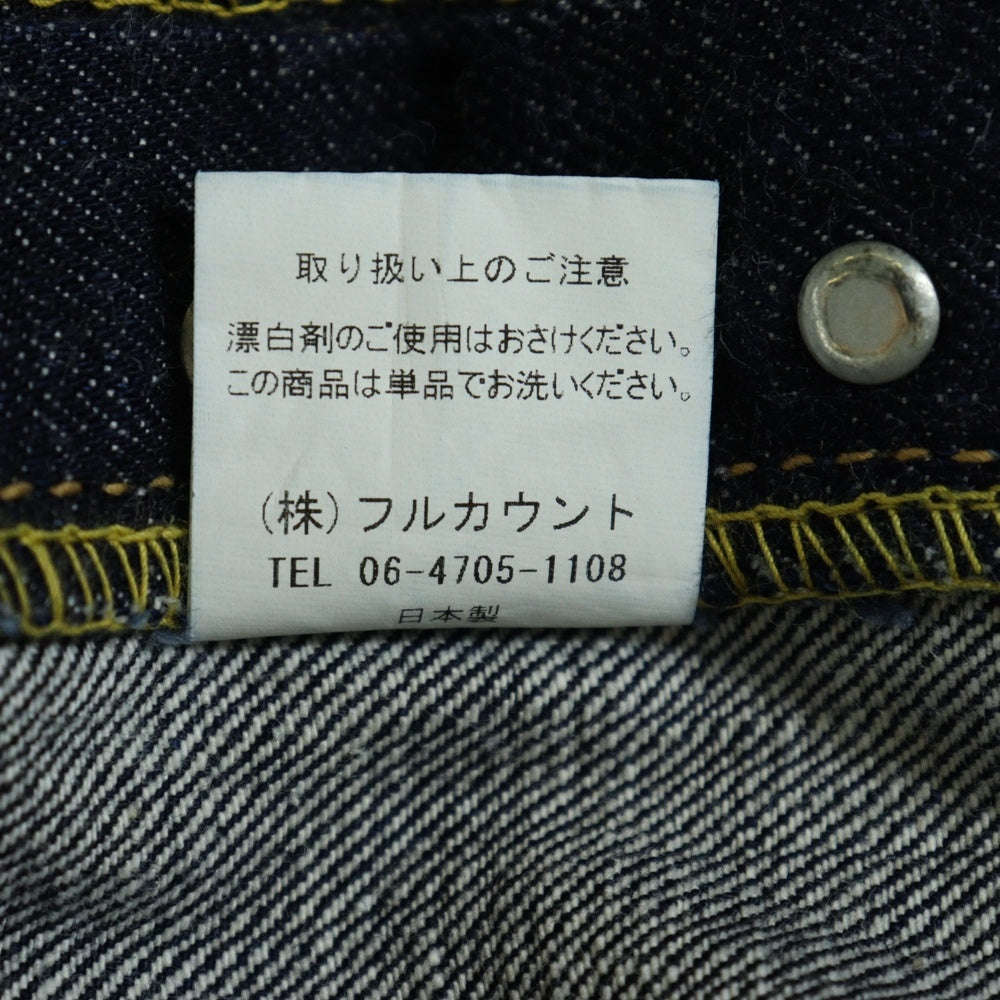 取り扱い上のご注意
漂白剤のご使用はおさけください。
この商品は単品でお洗いください。
(株)フルカウント
TEL 06-4705-1108
日本製